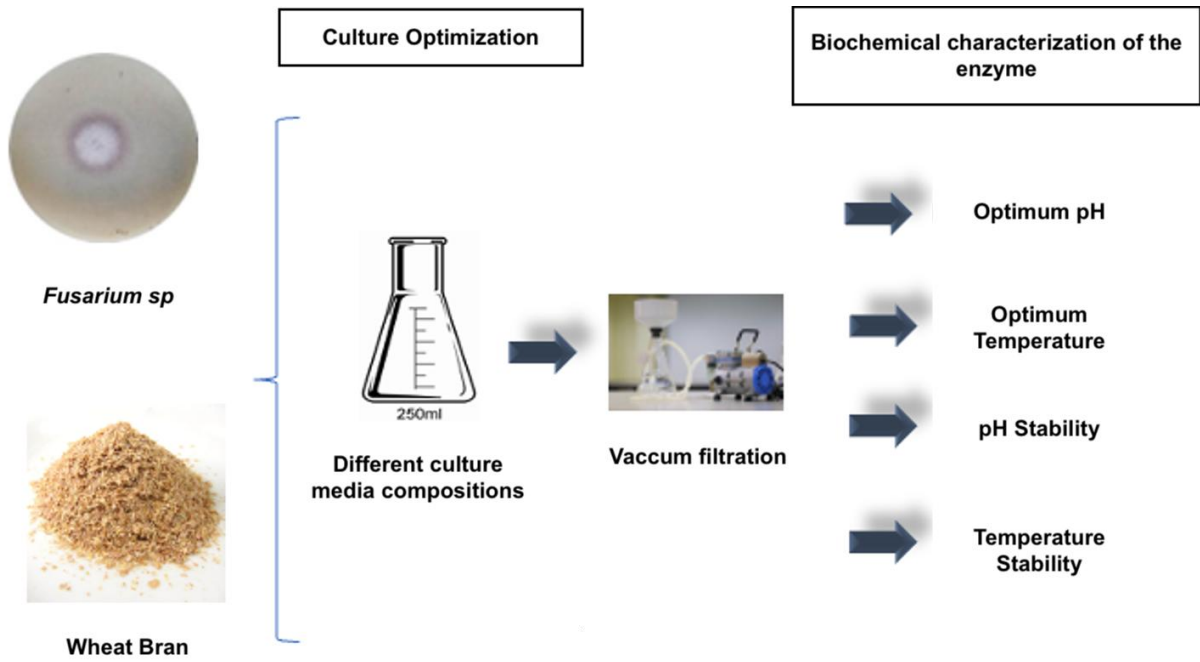 Culture Optimization
Biochemical characterization of the
enzyme
Fusarium sp
Wheat Bran
250ml
Different culture
media compositions
Vaccum filtration
Optimum pH
Optimum
Temperature
pH Stability
Temperature
Stability